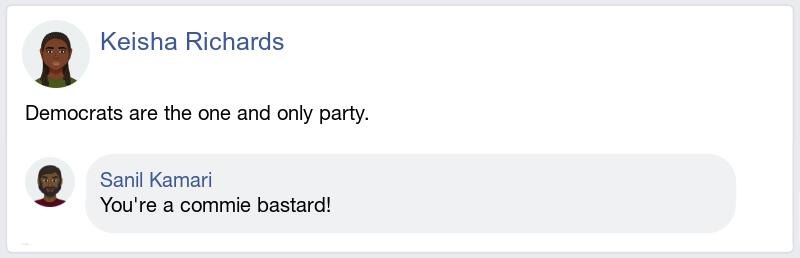 Keisha Richards
Democrats are the one and only party.
Sanil Kamari
You're a commie bastard!